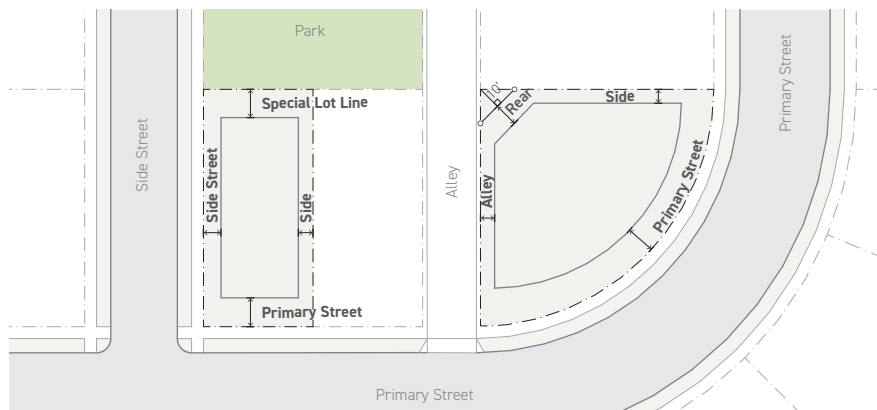 Park
Special Lot Line
10'
Rear
Side
Primary Street
Side Street
Side Street
Side
Alley
Alley
Primary Street
Primary Street
Primary Street